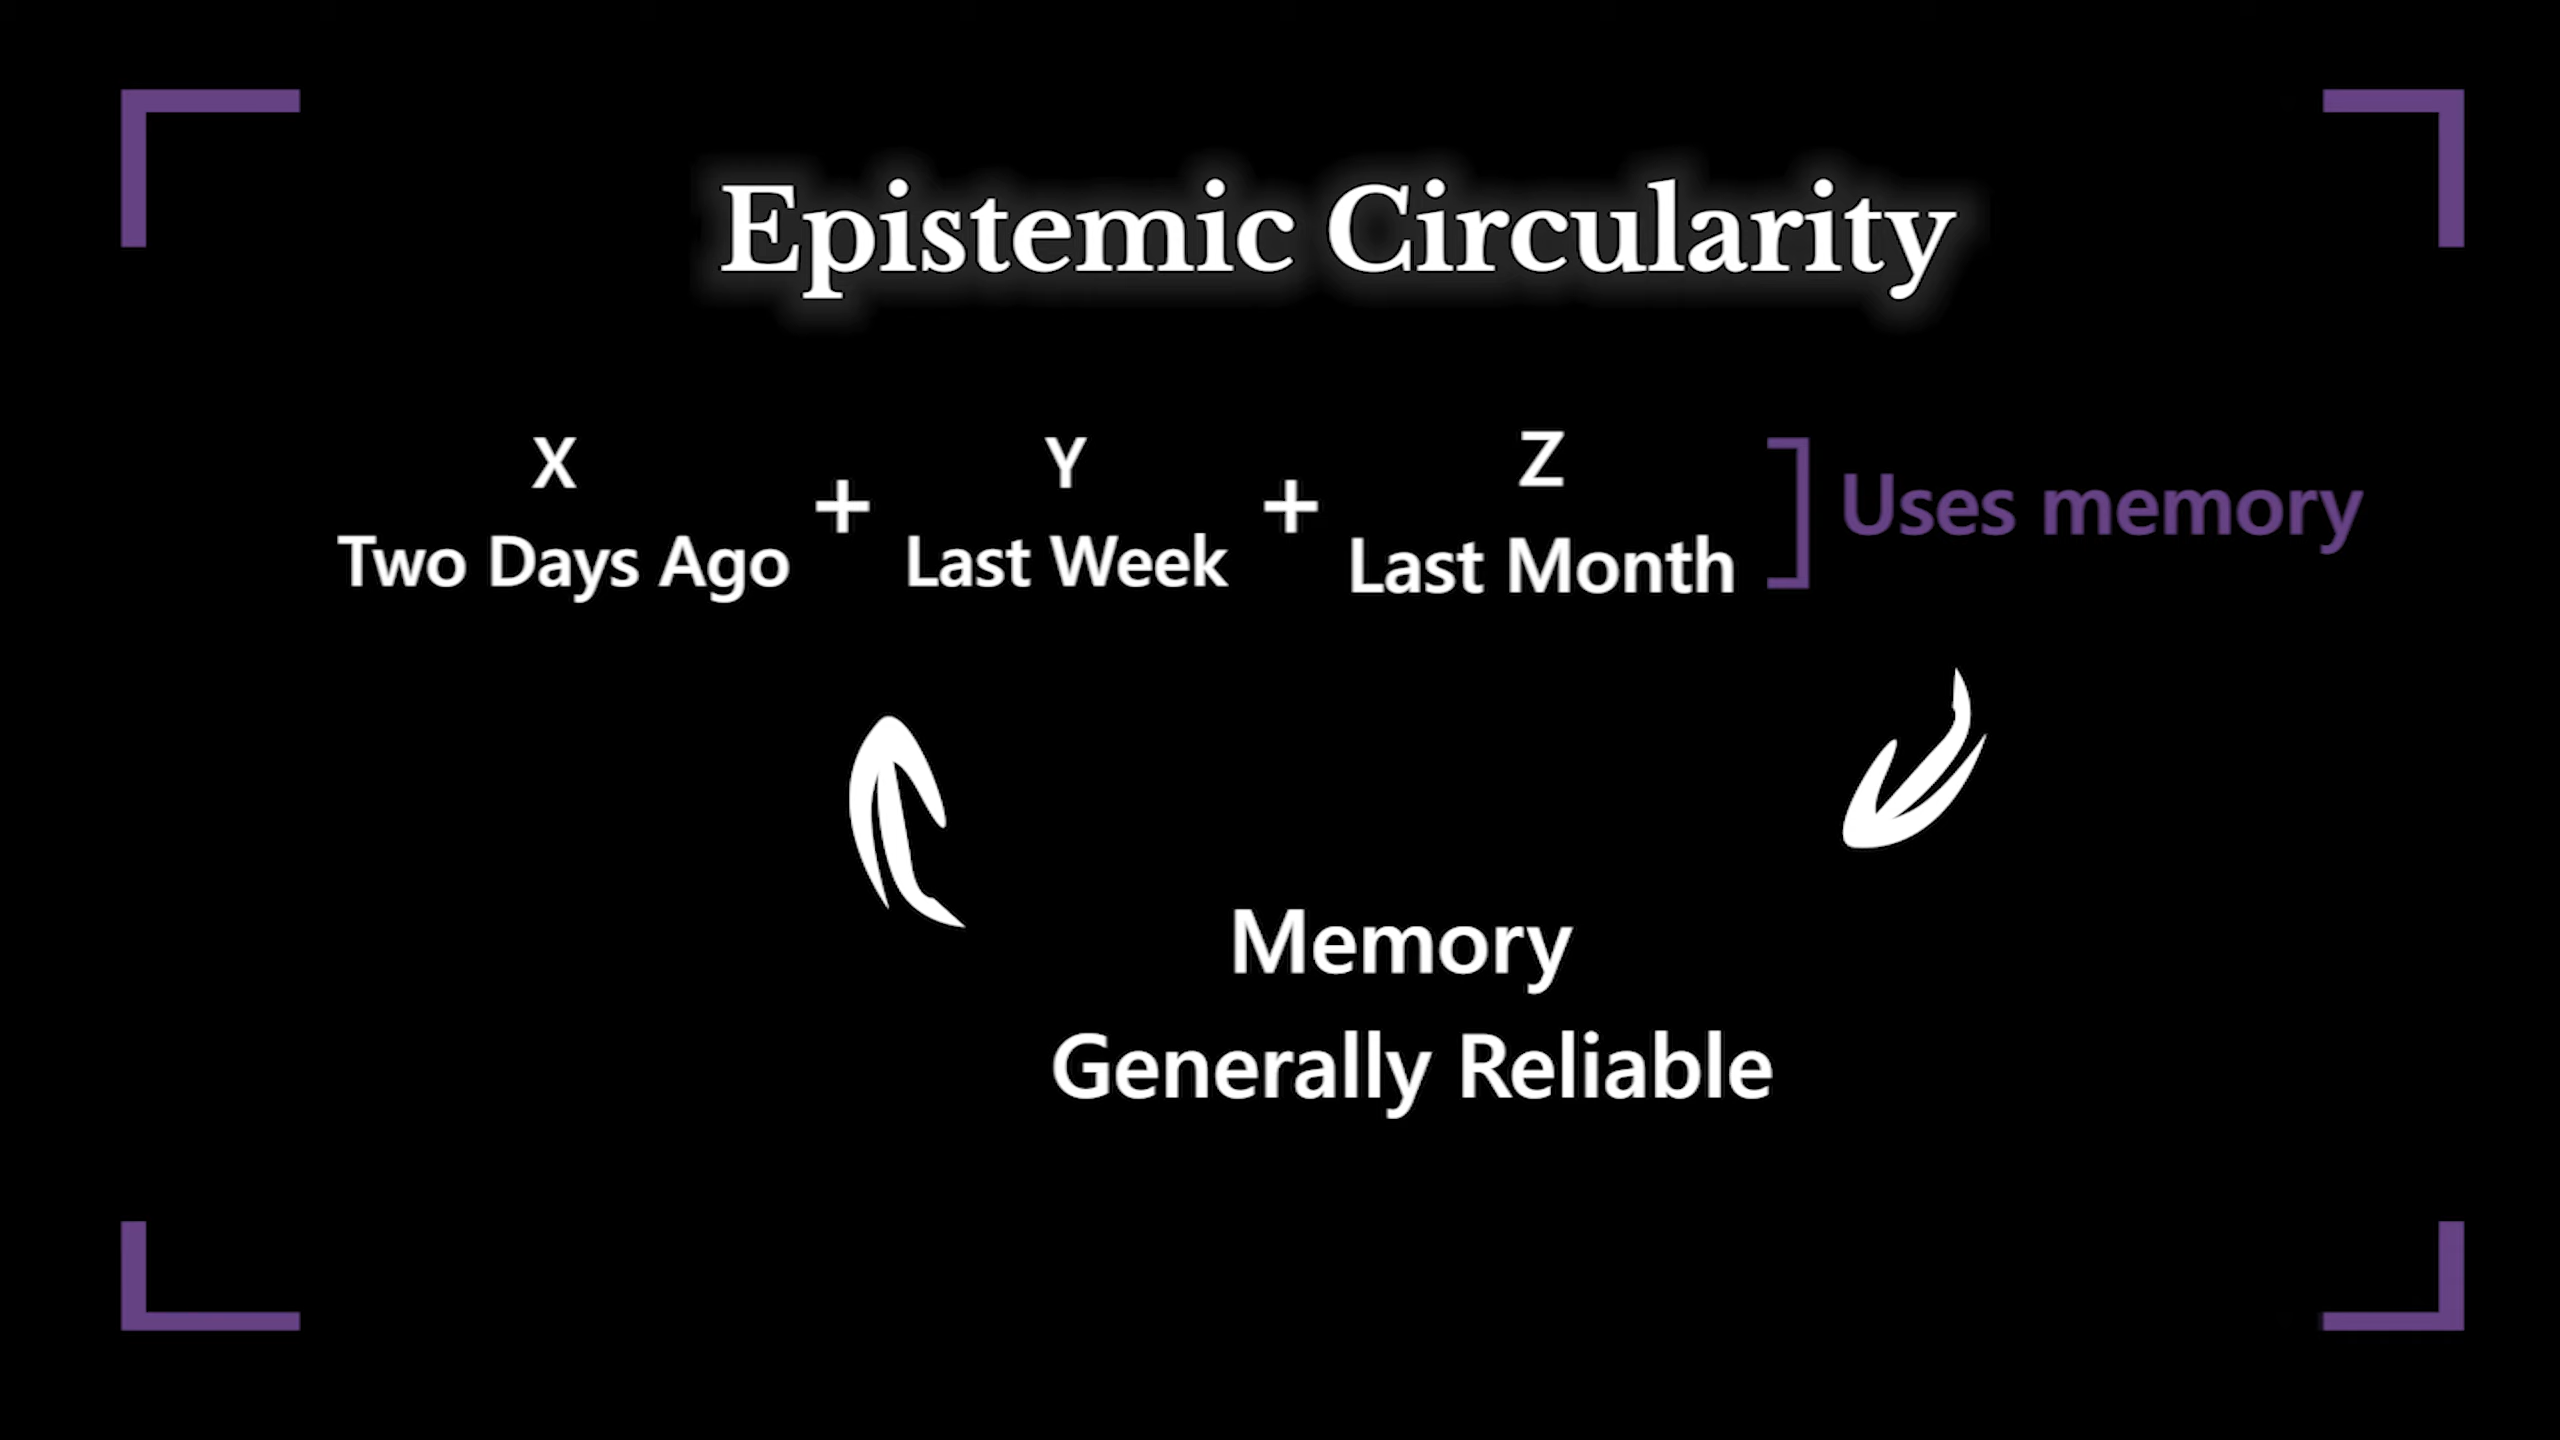 Epistemic Circularity
X + Y + Z ] Uses memory
Two Days Ago Last Week Last Month
Memory
Generally Reliable